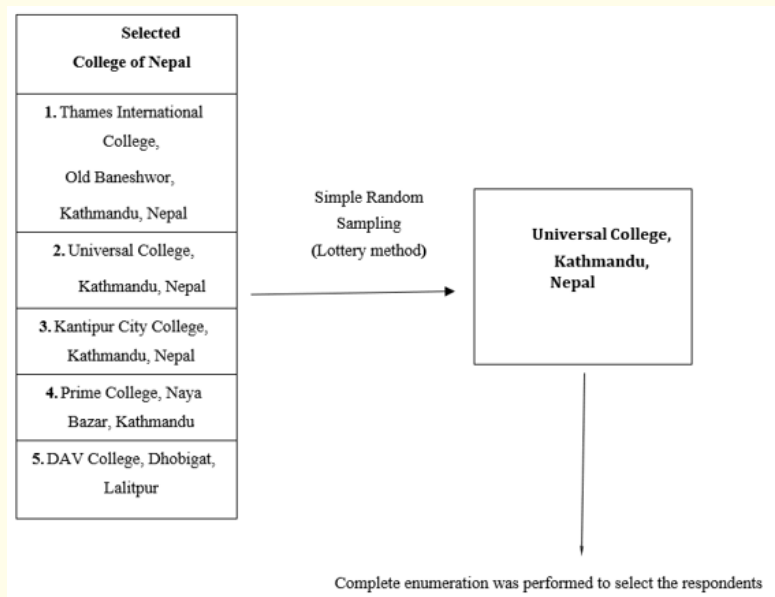 Selected
College of Nepal
1. Thames International
College,
Old Baneshwor,
Kathmandu, Nepal
2. Universal College,
Kathmandu, Nepal
3. Kantipur City College,
Kathmandu, Nepal
4. Prime College, Naya
Bazar, Kathmandu
5. DAV College, Dhobigat,
Lalitpur
Simple Random
Sampling
(Lottery method)
Universal College,
Kathmandu,
Nepal
Complete enumeration was performed to select the respondents